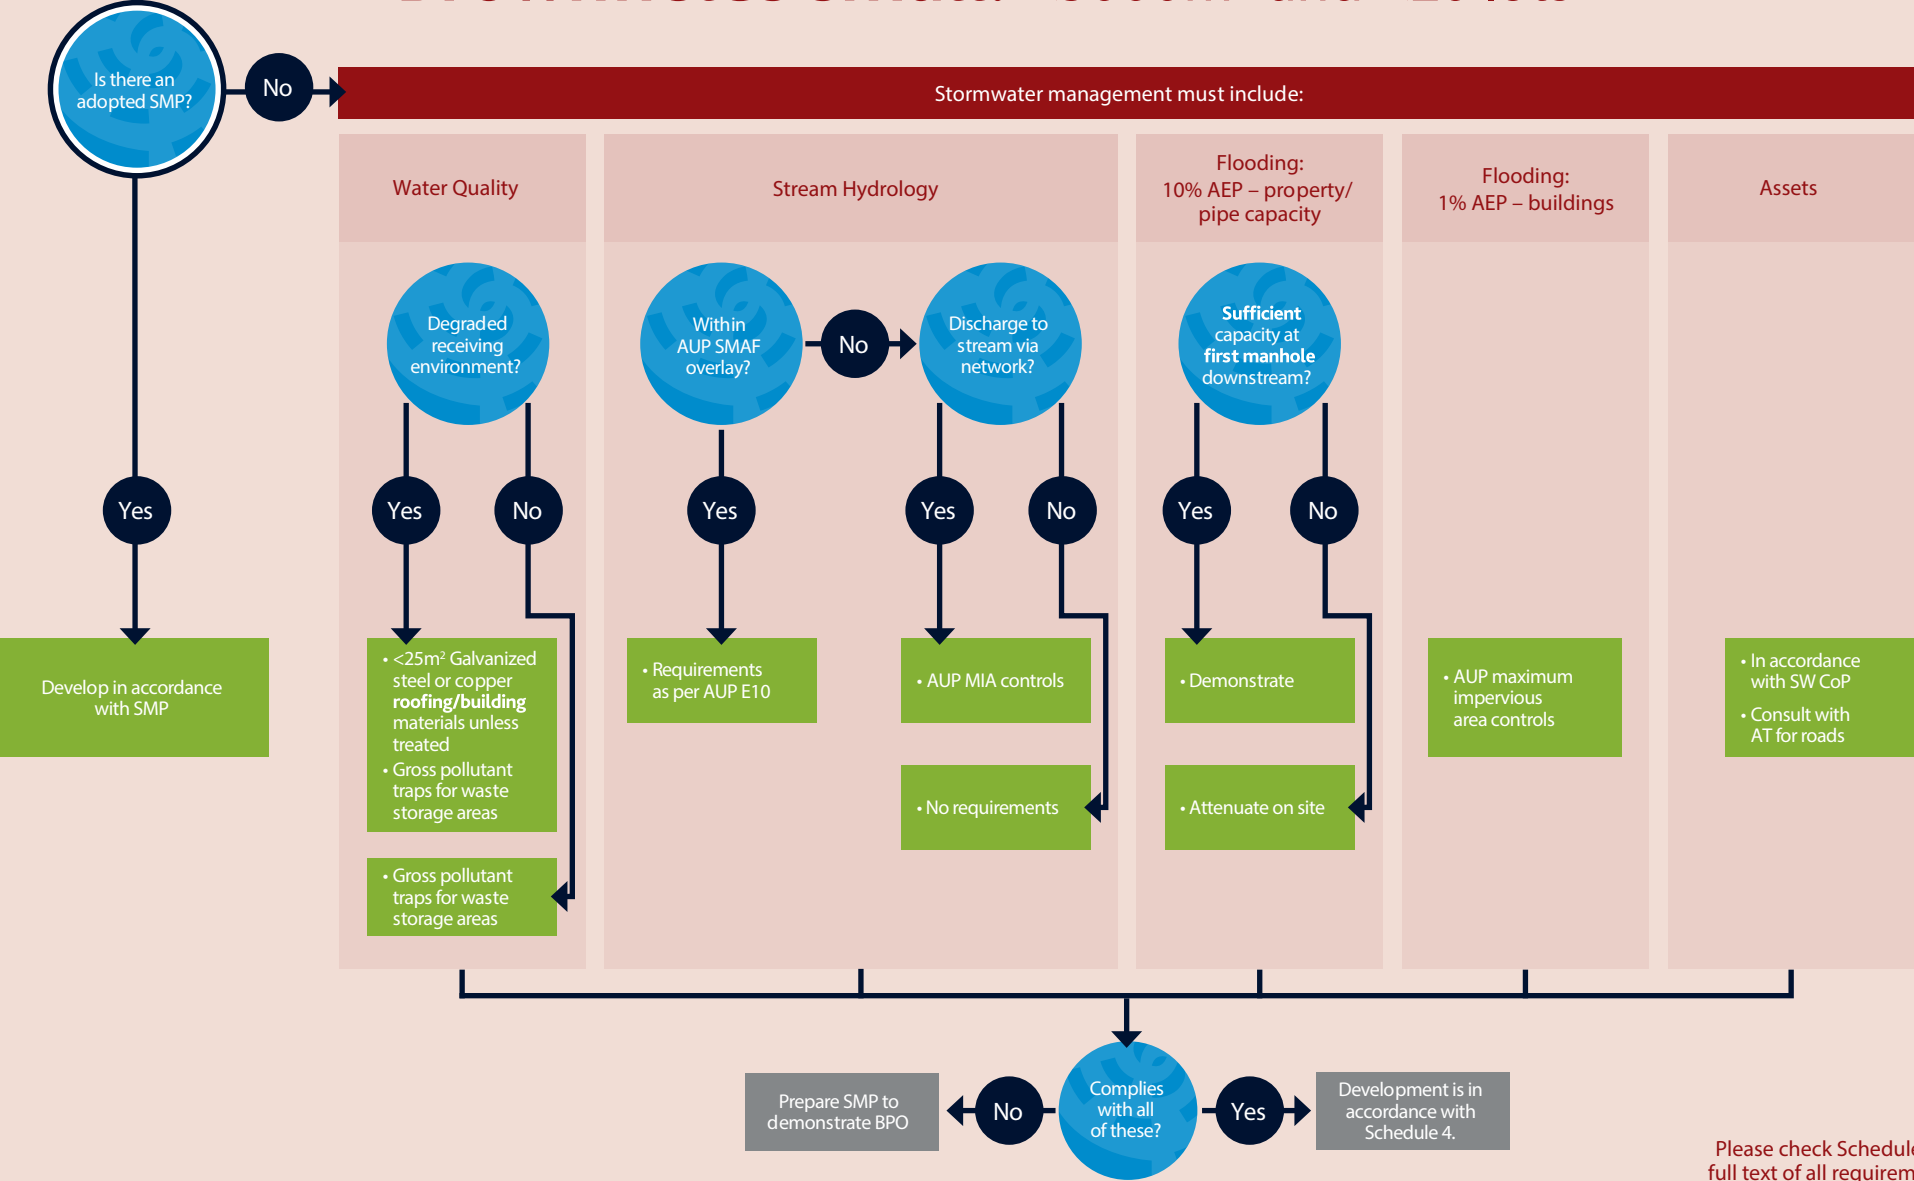 Is there an
adopted SMP?
No
Stormwater management must include:
Water Quality
Stream Hydrology
Flooding:
10% AEP – property/
pipe capacity
Flooding:
1% AEP – buildings
Assets
Degraded
receiving
environment?
Within
AUP SMAF
overlay?
No
Discharge to
stream via
network?
Sufficient
capacity at
first manhole
downstream?
Yes
Yes
No
Yes
Yes
No
Yes
No
Develop in accordance
with SMP
• <25m² Galvanized
steel or copper
roofing/building
materials unless
treated
• Gross pollutant
traps for waste
storage areas
• Gross pollutant
traps for waste
storage areas
• Requirements
as per AUP E10
• AUP MIA controls
• No requirements
• Demonstrate
• Attenuate on site
• AUP maximum
impervious
area controls
• In accordance
with SW CoP
• Consult with
AT for roads
Prepare SMP to
demonstrate BPO
No
Complies
with all
of these?
Yes
Development is in
accordance with
Schedule 4.
Please check Schedule
full text of all requirem